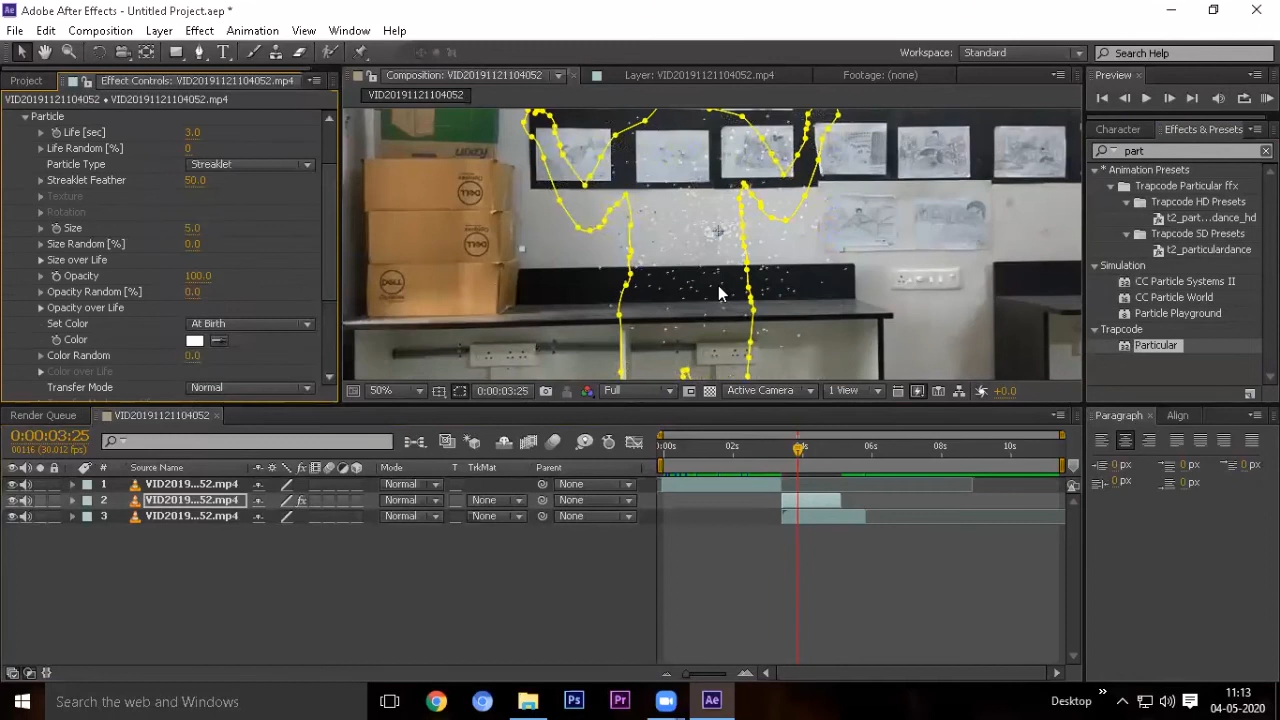 Adobe After Effects - Untitled Project.aep *
File Edit Composition Layer Effect Animation View Window Help
Workspace: Standard Search Help
Project Effect Controls: VID20191121104052.mp4
Composition: VID20191121104052 Layer: VID20191121104052.mp4 Footage: (none)
Preview
VID20191121104052 • VID20191121104052.mp4
VID20191121104052
Particle
Life [sec] 3.0
Life Random [%] 0
Particle Type Streaklet
Streaklet Feather 50.0
Texture
Rotation
Size 5.0
Size Random [%] 0.0
Size over Life
Opacity 100.0
Opacity Random [%] 0.0
Opacity over Life
Set Color At Birth
Color
Color Random 0.0
Color over Life
Transfer Mode Normal
DELL
DELL
DELL
50% 0:00:03:25 Full Active Camera 1 View +0.0
Character Effects & Presets
part
* Animation Presets
Trapcode Particular ffx
Trapcode HD Presets
t2_part...dance_hd
Trapcode SD Presets
t2_particulardance
Simulation
CC Particle Systems II
CC Particle World
Particle Playground
Trapcode
Particular
Render Queue VID20191121104052
0:00:03:25
00116 (30.012 fps)
:00s 02s 4s 06s 08s 10s
# Source Name Mode T TrkMat Parent
1 VID2019...52.mp4 Normal None
2 VID2019...52.mp4 Normal None None
3 VID2019...52.mp4 Normal None None
Paragraph Align
0 px 0 px 0 px
0 px 0 px
Search the web and Windows
Ps Pr Ae
Desktop
11:13
04-05-2020